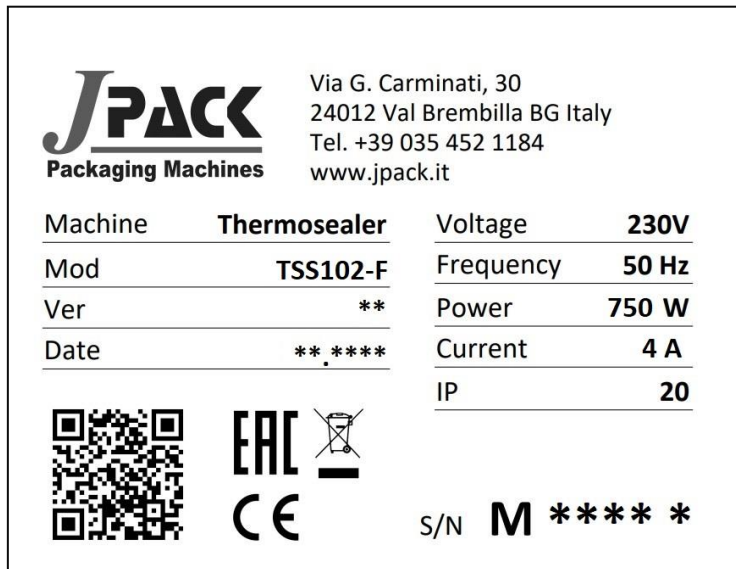 JPACK
Packaging Machines
Via G. Carminati, 30
24012 Val Brembilla BG Italy
Tel. +39 035 452 1184
www.jpack.it
Machine Thermosealer
Mod TSS102-F
Ver **
Date **.****
Voltage 230V
Frequency 50 Hz
Power 750 W
Current 4 A
IP 20
EAC
CE
S/N M **** *